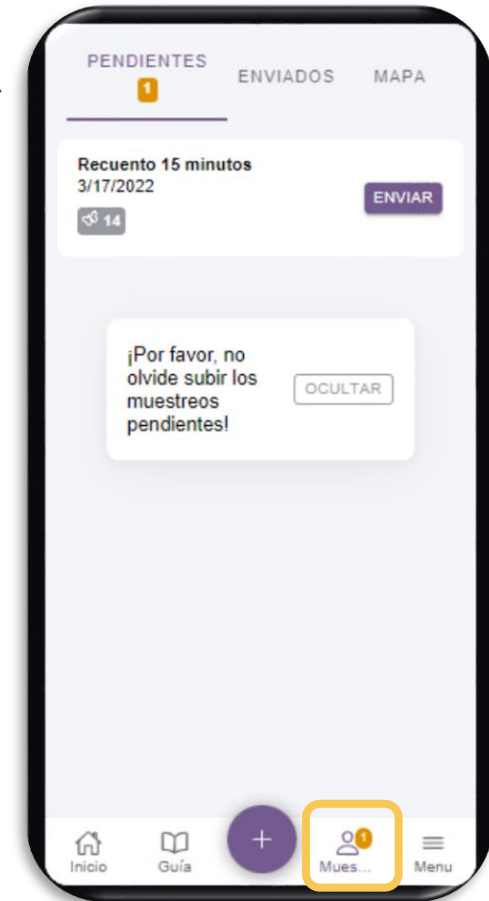 PENDIENTES
1
ENVIADOS
MAPA
Recuento 15 minutos
3/17/2022
14
ENVIAR
¡Por favor, no
olvide subir los
muestreos
pendientes!
OCULTAR
Inicio
Guía
+
1
Mues...
Menu